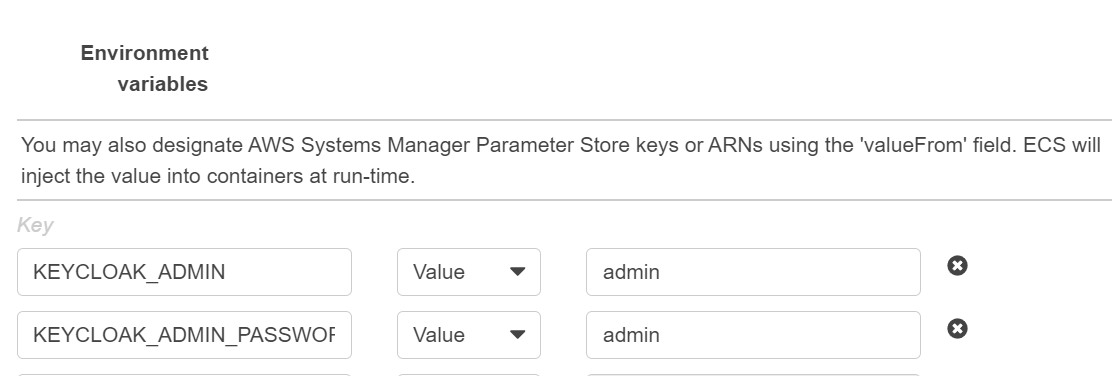 Environment
variables
You may also designate AWS Systems Manager Parameter Store keys or ARNs using the 'valueFrom' field. ECS will
inject the value into containers at run-time.
Key
KEYCLOAK_ADMIN Value admin
KEYCLOAK_ADMIN_PASSWOR Value admin